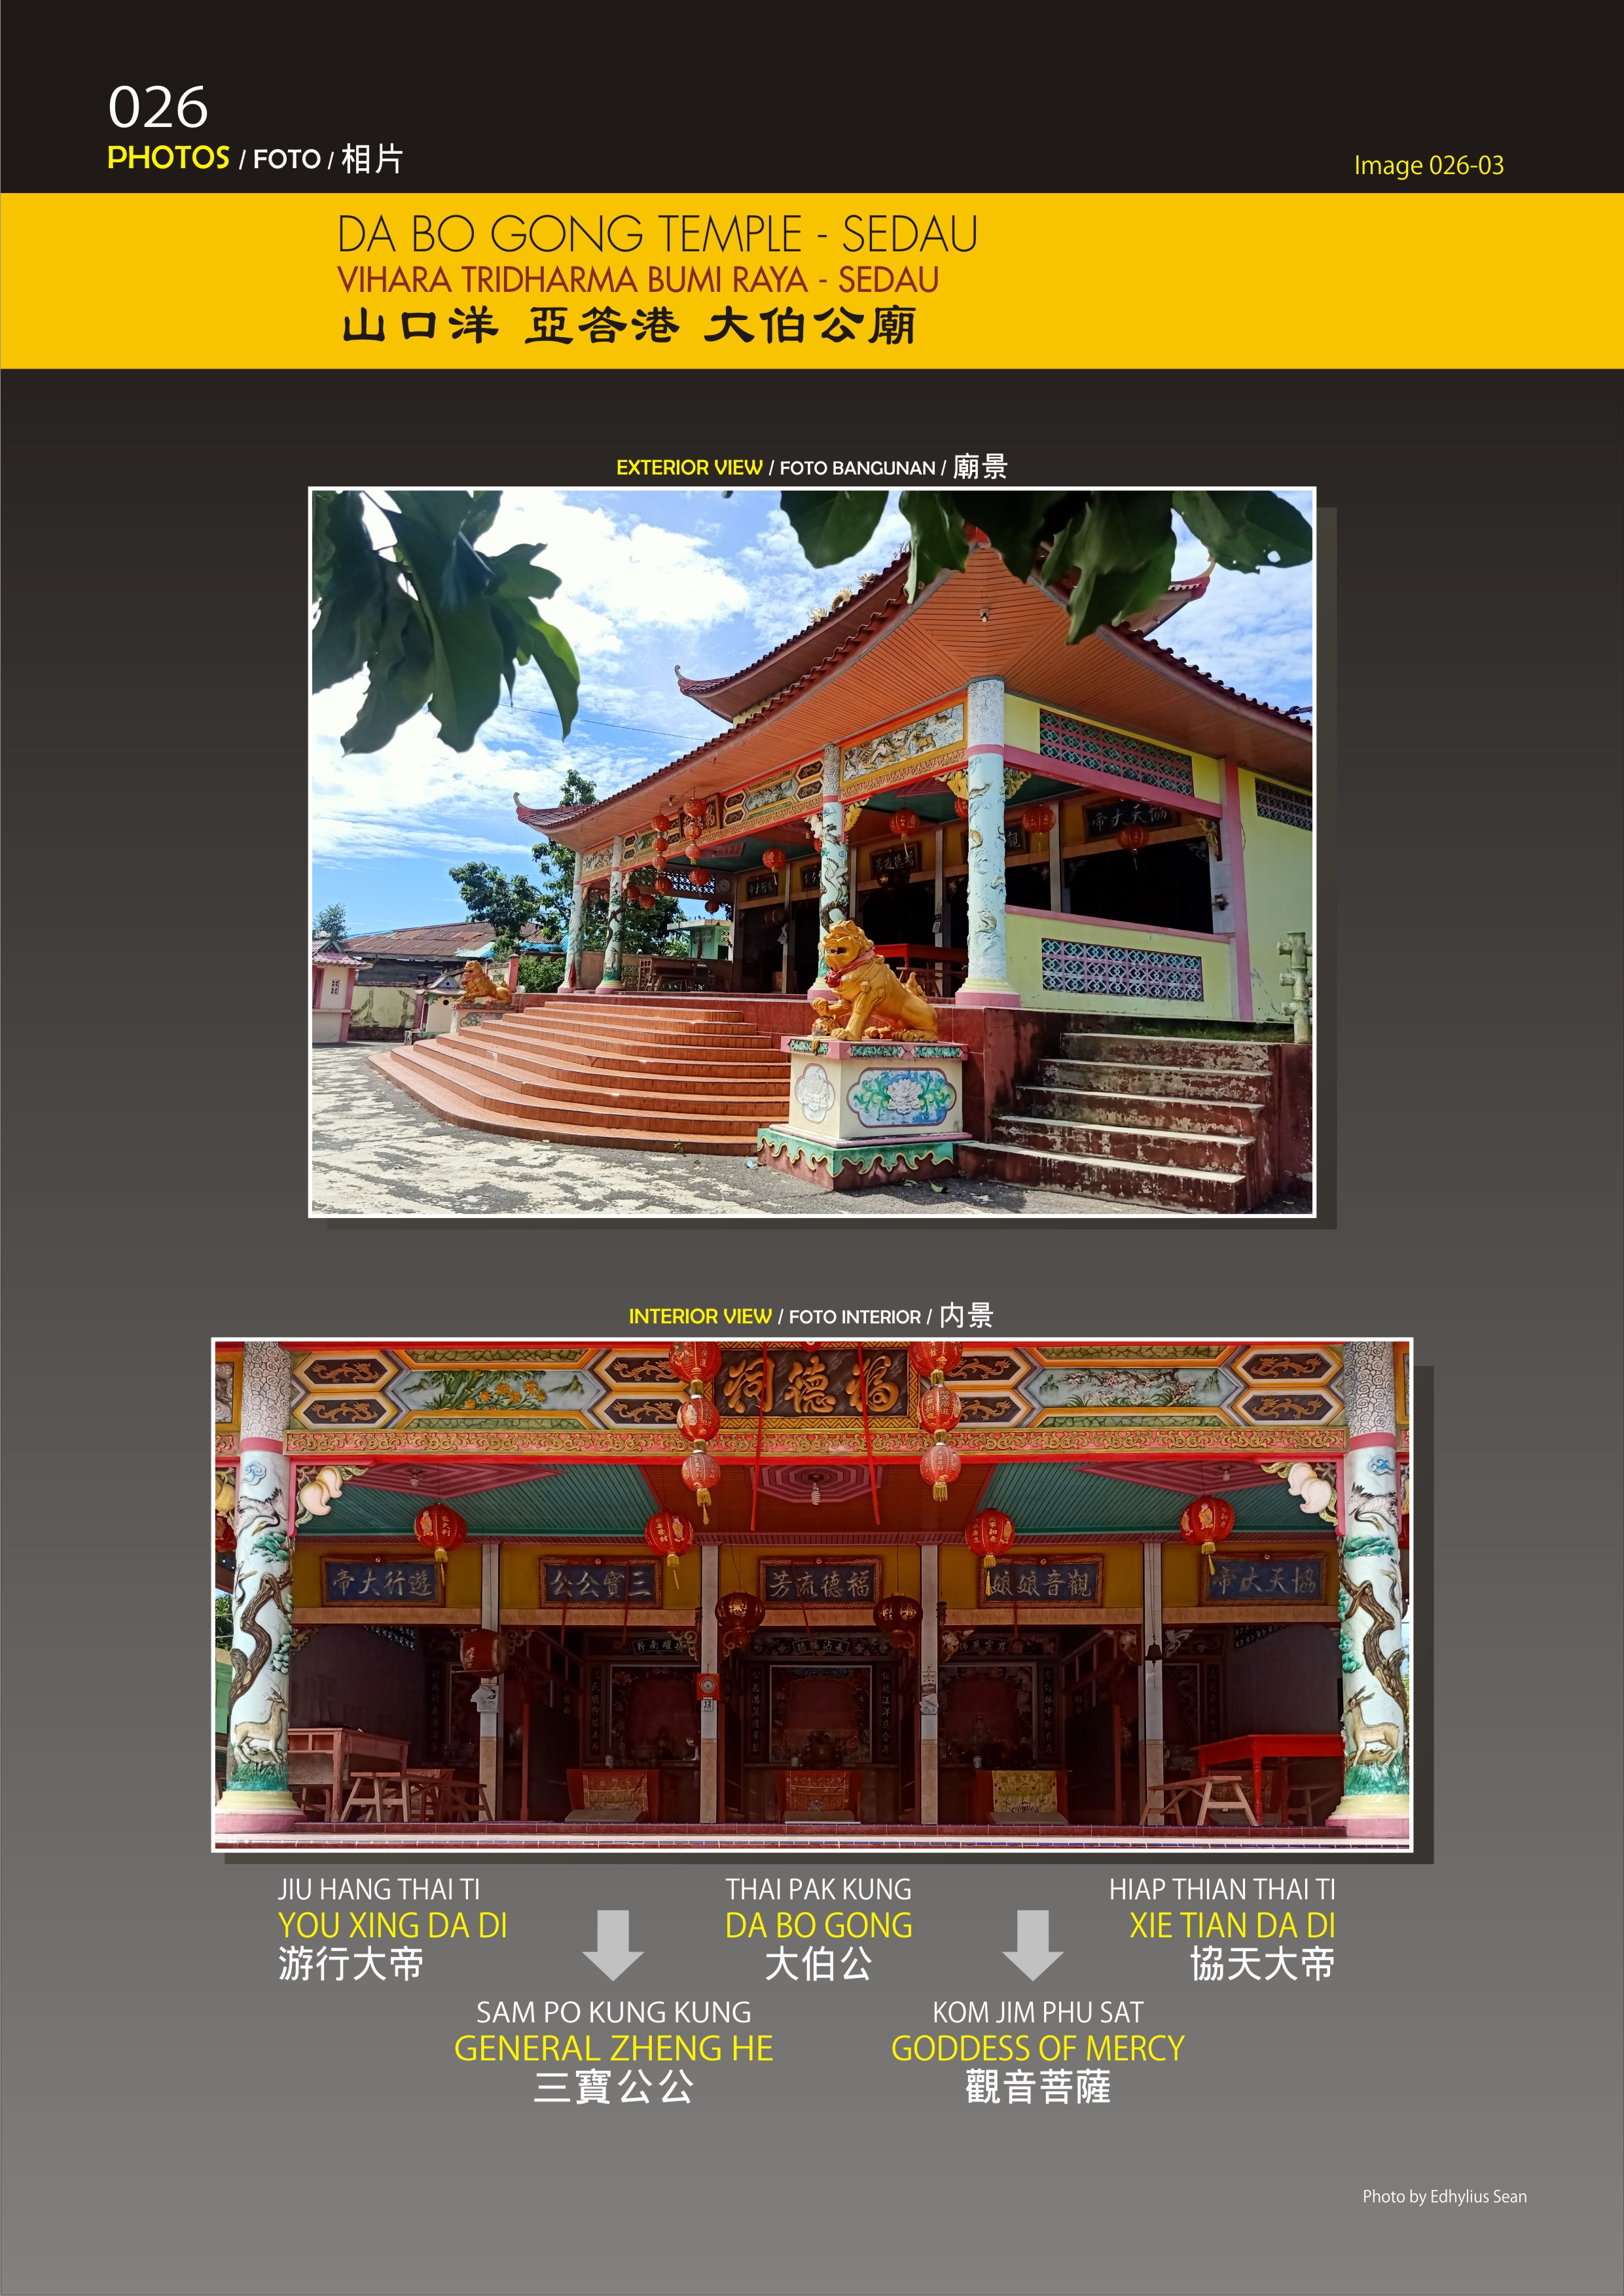 026
PHOTOS / FOTO / 相片
Image 026-03
DA BO GONG TEMPLE - SEDAU
VIHARA TRIDHARMA BUMI RAYA - SEDAU
山口洋 亞答港 大伯公廟
EXTERIOR VIEW / FOTO BANGUNAN / 廟景
帝大天協
INTERIOR VIEW / FOTO INTERIOR / 内景
祠德福
帝大行遊
公公寶三
芳流德福
娘娘音觀
帝大天協
12
JIU HANG THAI TI
YOU XING DA DI
游行大帝
THAI PAK KUNG
DA BO GONG
大伯公
HIAP THIAN THAI TI
XIE TIAN DA DI
協天大帝
SAM PO KUNG KUNG
GENERAL ZHENG HE
三寶公公
KOM JIM PHU SAT
GODDESS OF MERCY
觀音菩薩
Photo by Edhylius Sean